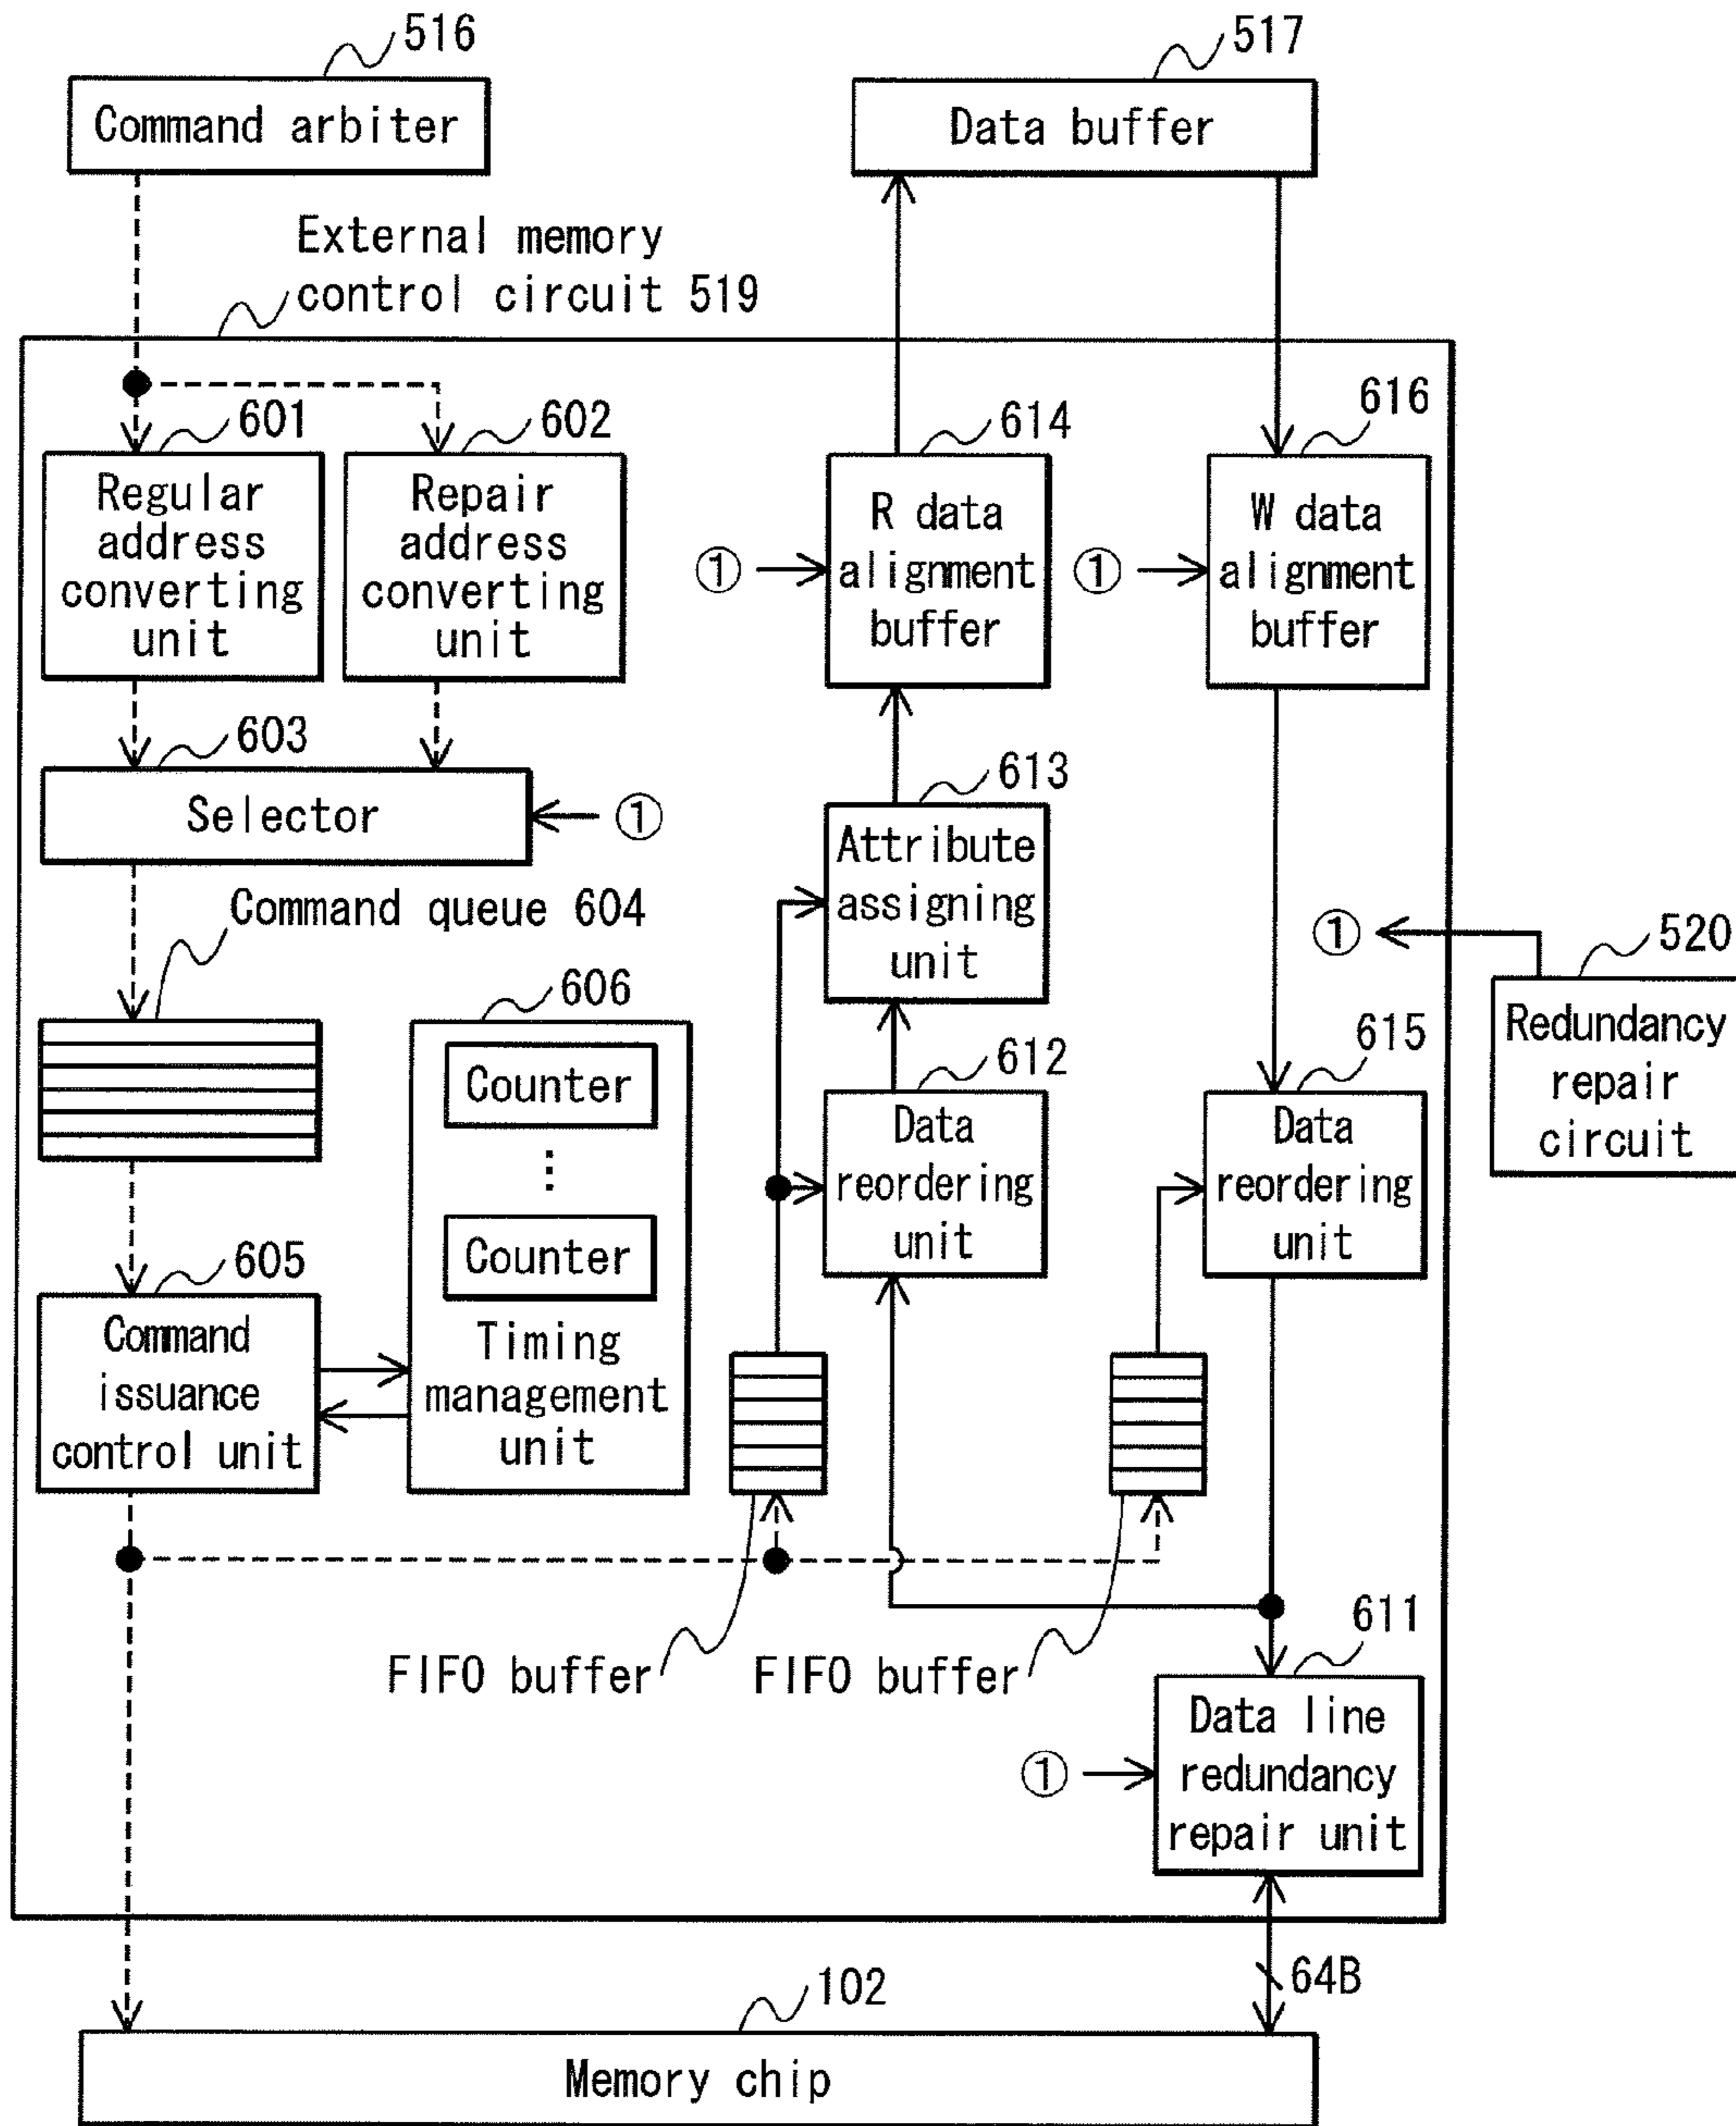 516
517
Command arbiter
Data buffer
External memory
control circuit 519
601
602
614
616
Regular
address
converting
unit
Repair
address
converting
unit
①
R data
alignment
buffer
①
W data
alignment
buffer
603
Selector
①
613
Attribute
assigning
unit
Command queue 604
①
520
Redundancy
repair
circuit
606
Counter
⋮
Counter
Timing
management
unit
612
Data
reordering
unit
615
Data
reordering
unit
605
Command
issuance
control unit
FIFO buffer
FIFO buffer
611
①
Data line
redundancy
repair unit
64B
102
Memory chip